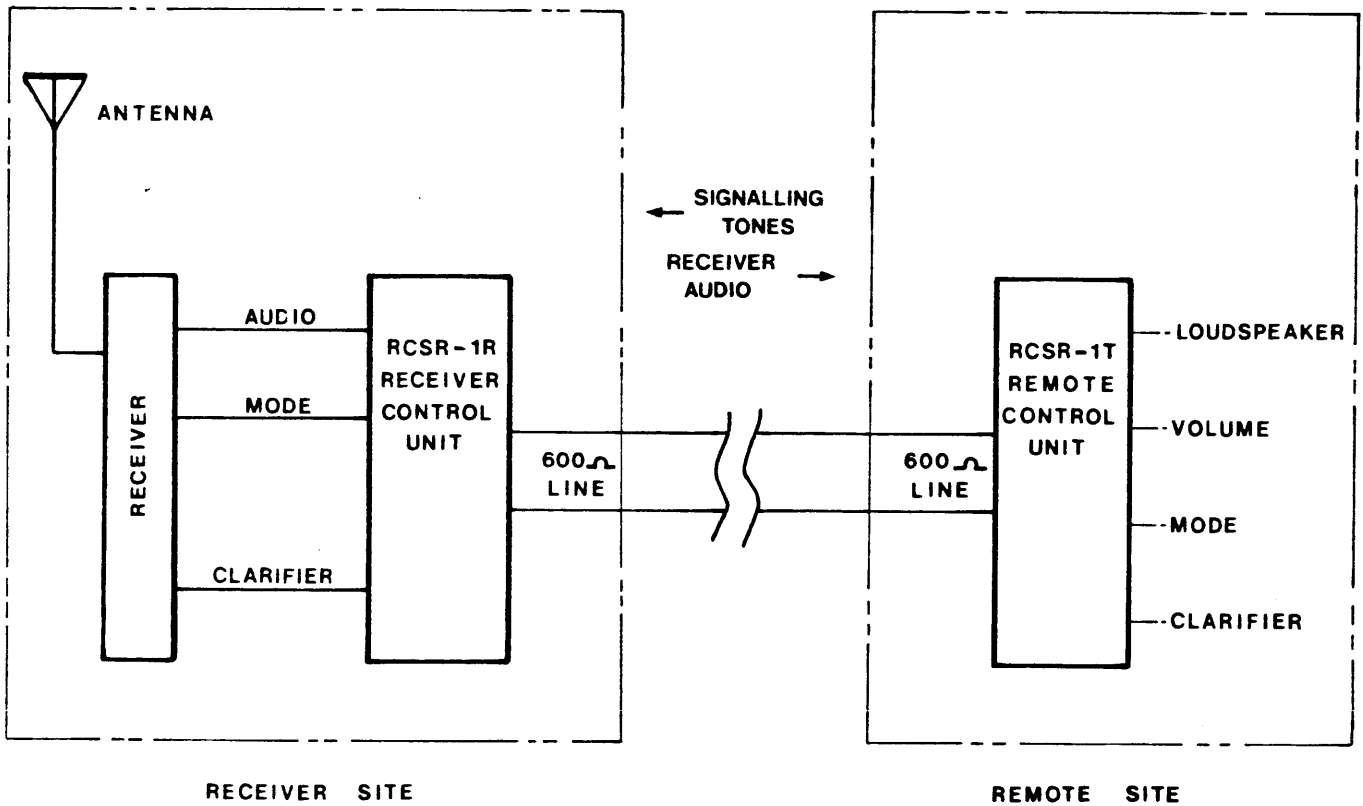 ANTENNA
SIGNALLING
TONES
RECEIVER
AUDIO
AUDIO
MODE
CLARIFIER
RECEIVER
RCSR-1R
RECEIVER
CONTROL
UNIT
600Ω
LINE
600Ω
LINE
RCSR-1T
REMOTE
CONTROL
UNIT
LOUDSPEAKER
VOLUME
MODE
CLARIFIER
RECEIVER SITE
REMOTE SITE